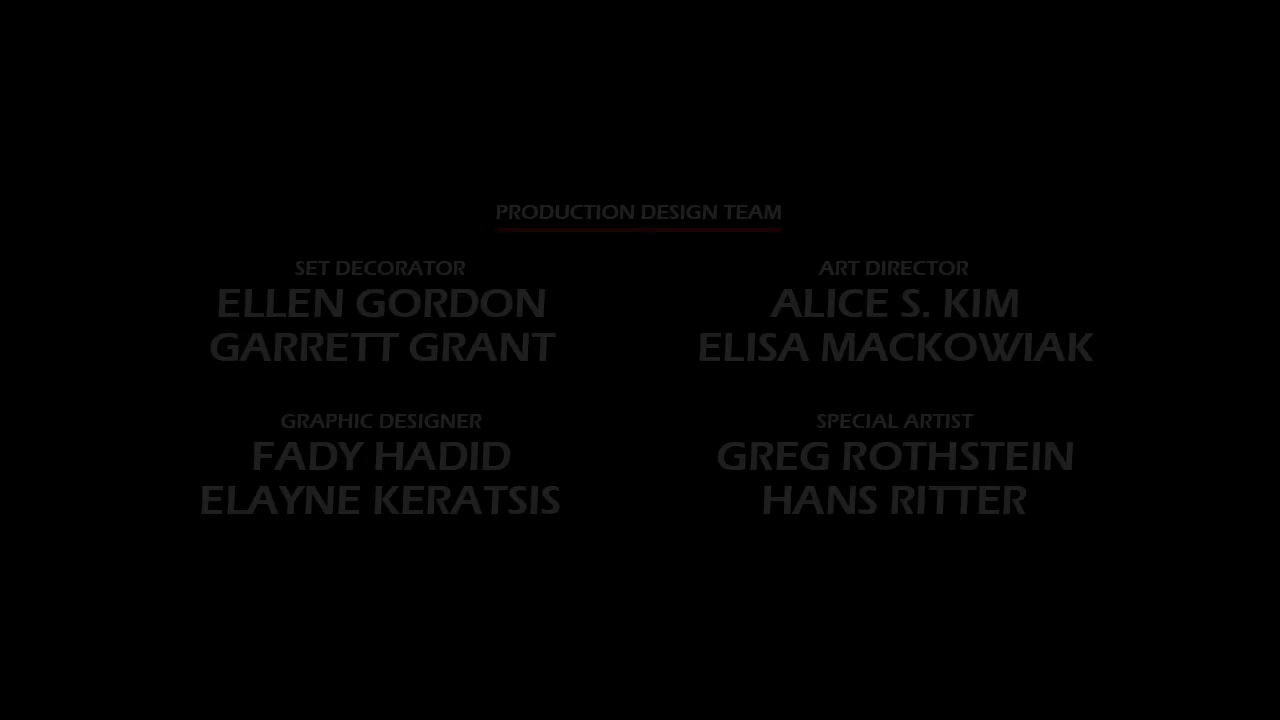 PRODUCTION DESIGN TEAM
SET DECORATOR
ELLEN GORDON
GARRETT GRANT
ART DIRECTOR
ALICE S. KIM
ELISA MACKOWIAK
GRAPHIC DESIGNER
FADY HADID
ELAYNE KERATSIS
SPECIAL ARTIST
GREG ROTHSTEIN
HANS RITTER